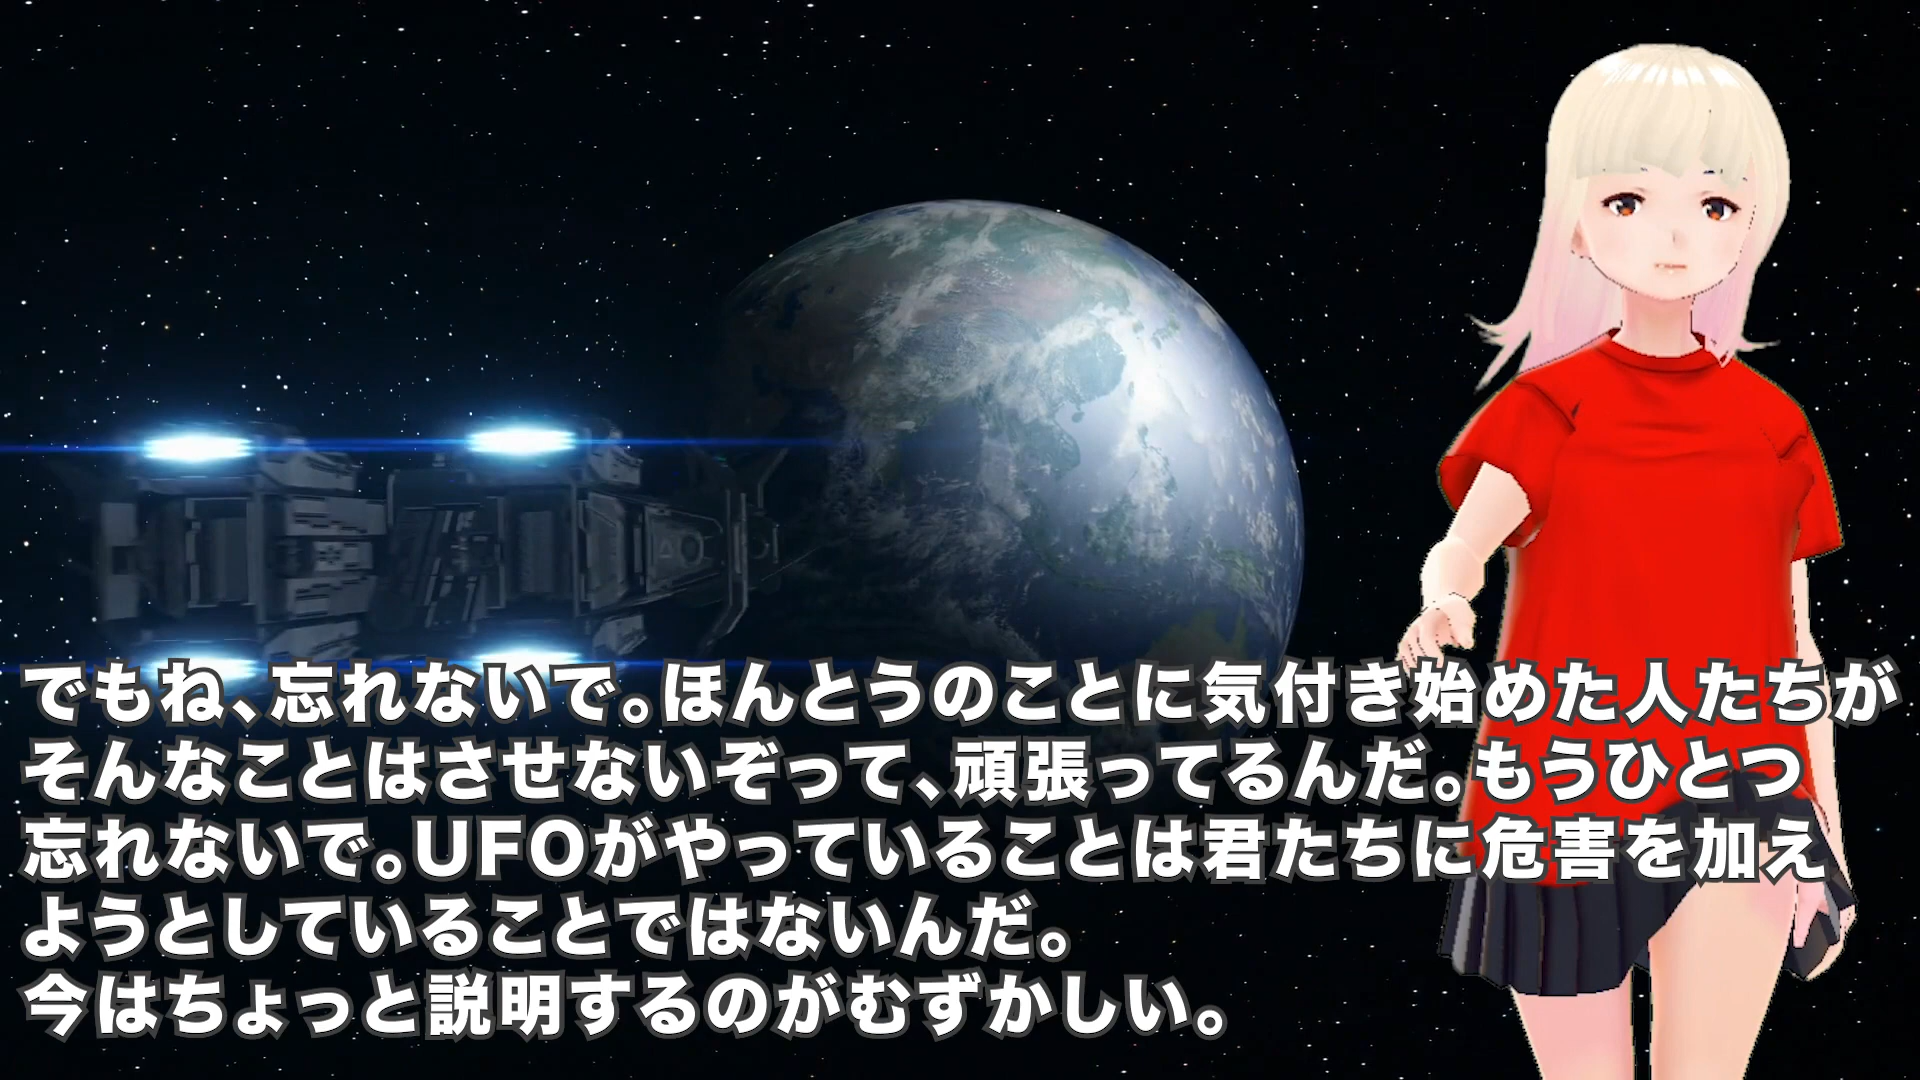 でもね、忘れないで。ほんとうのことに気付き始めた人たちが
そんなことはさせないぞって、頑張ってるんだ。もうひとつ
忘れないで。UFOがやっていることは君たちに危害を加え
ようとしていることではないんだ。
今はちょっと説明するのがむずかしい。